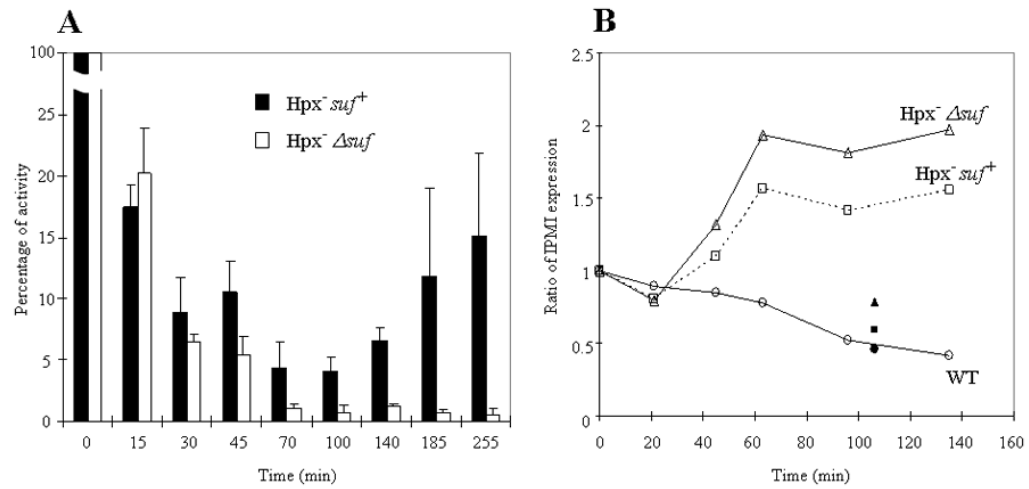 A
100
25
20
15
10
5
0
Percentage of activity
Hpx⁻ suf⁺
Hpx⁻ Δsuf
0 15 30 45 70 100 140 185 255
Time (min)
B
2.5
2
1.5
1
0.5
0
Ratio of IPMI expression
Hpx⁻ Δsuf
Hpx⁻ suf⁺
WT
0 20 40 60 80 100 120 140 160
Time (min)